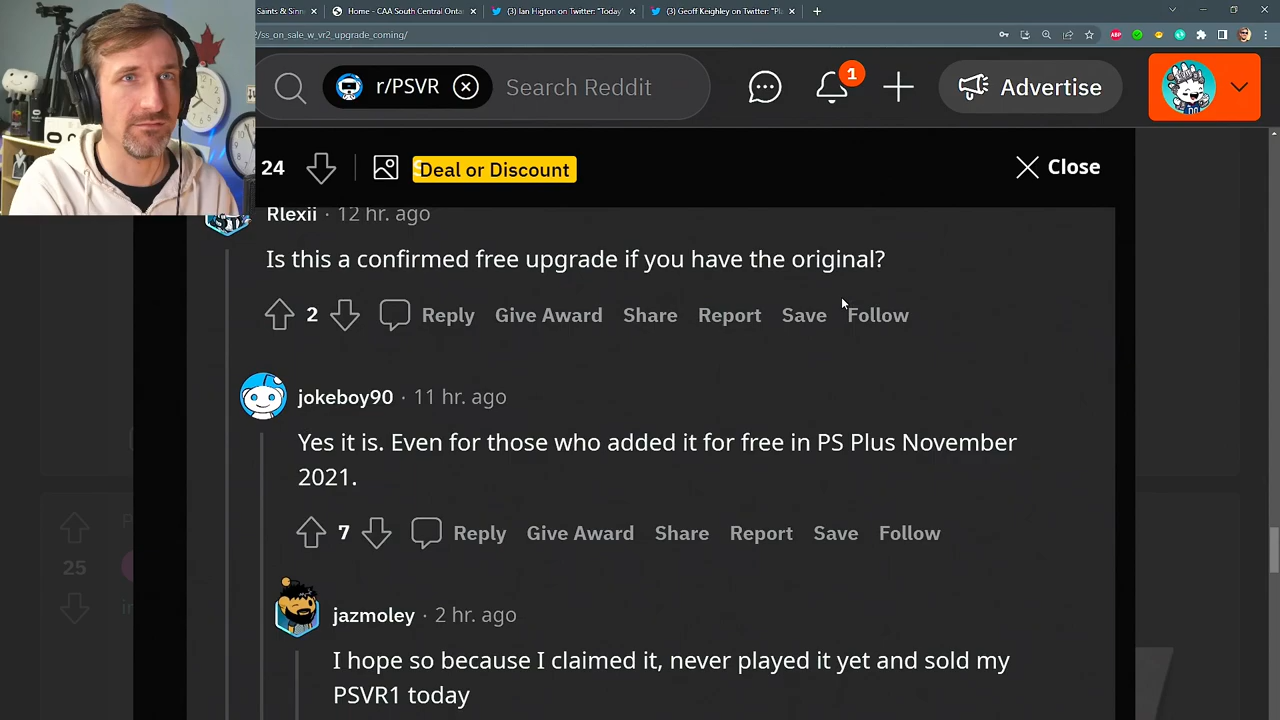 Saints & Sinn
Home - CAA South Central Onta
(3) Ian Higton on Twitter: "Today'
(3) Geoff Keighley on Twitter: "Pl
2/ss_on_sale_w_vr2_upgrade_coming/
r/PSVR
Search Reddit
1
Advertise
24
Deal or Discount
Close
Rlexii · 12 hr. ago
Is this a confirmed free upgrade if you have the original?
2 Reply Give Award Share Report Save Follow
jokeboy90 · 11 hr. ago
Yes it is. Even for those who added it for free in PS Plus November
2021.
7 Reply Give Award Share Report Save Follow
25
jazmoley · 2 hr. ago
I hope so because I claimed it, never played it yet and sold my
PSVR1 today